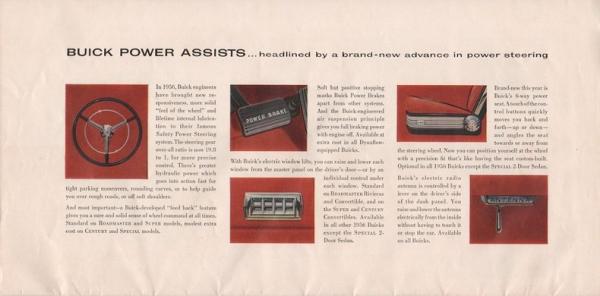 BUICK POWER ASSISTS...headlined by a brand-new advance in power steering
In 1956, Buick engineers
have brought new re-
sponsiveness, more solid
"feel of the wheel" and
lifetime internal lubrica-
tion to their famous
Safety Power Steering
system. The steering gear
over all ratio is now 19.8
to 1, for more precise
control. There's greater
hydraulic power which
goes into action fast for
tight parking maneuvers, rounding curves, or to help guide
you over rough roads, or off soft shoulders.
And most important—a Buick-developed "feed back" feature
gives you a sure and solid sense of wheel command at all times.
Standard on ROADMASTER and SUPER models, modest extra
cost on CENTURY and SPECIAL models.
POWER BRAKE
Soft but positive stopping
marks Buick Power Brakes
apart from other systems.
And the Buick-engineered
air suspension principle
gives you full braking power
with engine off. Available at
extra cost in all Dynaflow-
equipped Buicks.
With Buick's electric window lifts, you can raise and lower each
window from the master panel on the driver's door—or by an
individual control under
each window. Standard
on ROADMASTER Rivieras
and Convertible, and on
the SUPER and CENTURY
Convertibles. Available
in all other 1956 Buicks
except the SPECIAL 2-
Door Sedan.
Brand-new this year is
Buick's 6-way power
seat. A touch of the con-
trol buttons quickly
moves you back and
forth—up or down—
and angles the seat
towards or away from
the steering wheel. Now you can position yourself at the wheel
with a precision fit that's like having the seat custom-built.
Optional in all 1956 Buicks except the SPECIAL 2-Door Sedan.
Buick's electric radio
antenna is controlled by a
lever on the under side of
the dash panel. You
raise and lower the antenna
electrically from the inside
without having to touch it
or stop the car. Available
on all Buicks.